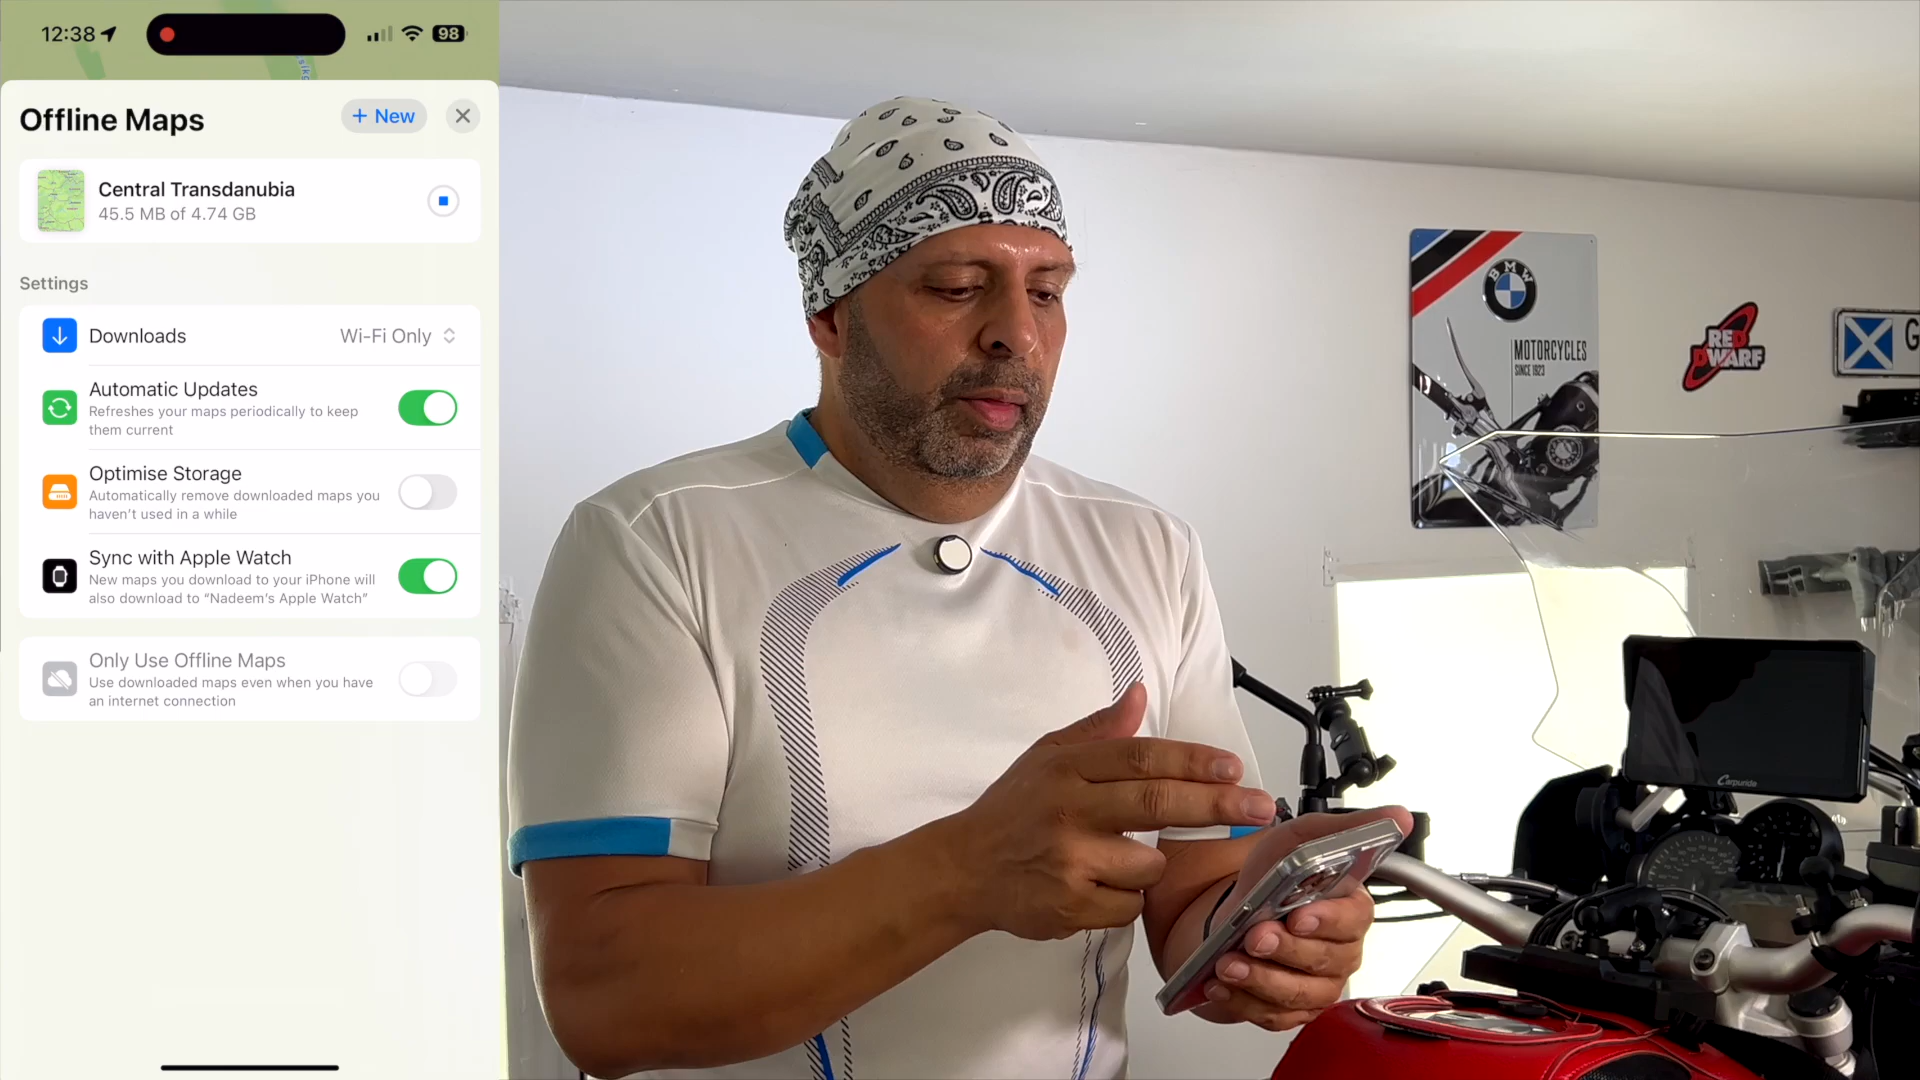 12:38
98
Offline Maps
+ New
Central Transdanubia
45.5 MB of 4.74 GB
Settings
Downloads
Wi-Fi Only
Automatic Updates
Refreshes your maps periodically to keep
them current
Optimise Storage
Automatically remove downloaded maps you
haven't used in a while
Sync with Apple Watch
New maps you download to your iPhone will
also download to “Nadeem's Apple Watch”
Only Use Offline Maps
Use downloaded maps even when you have
an internet connection
BMW
MOTORCYCLES
SINCE 1923
RED
DWARF
G
Carpuride